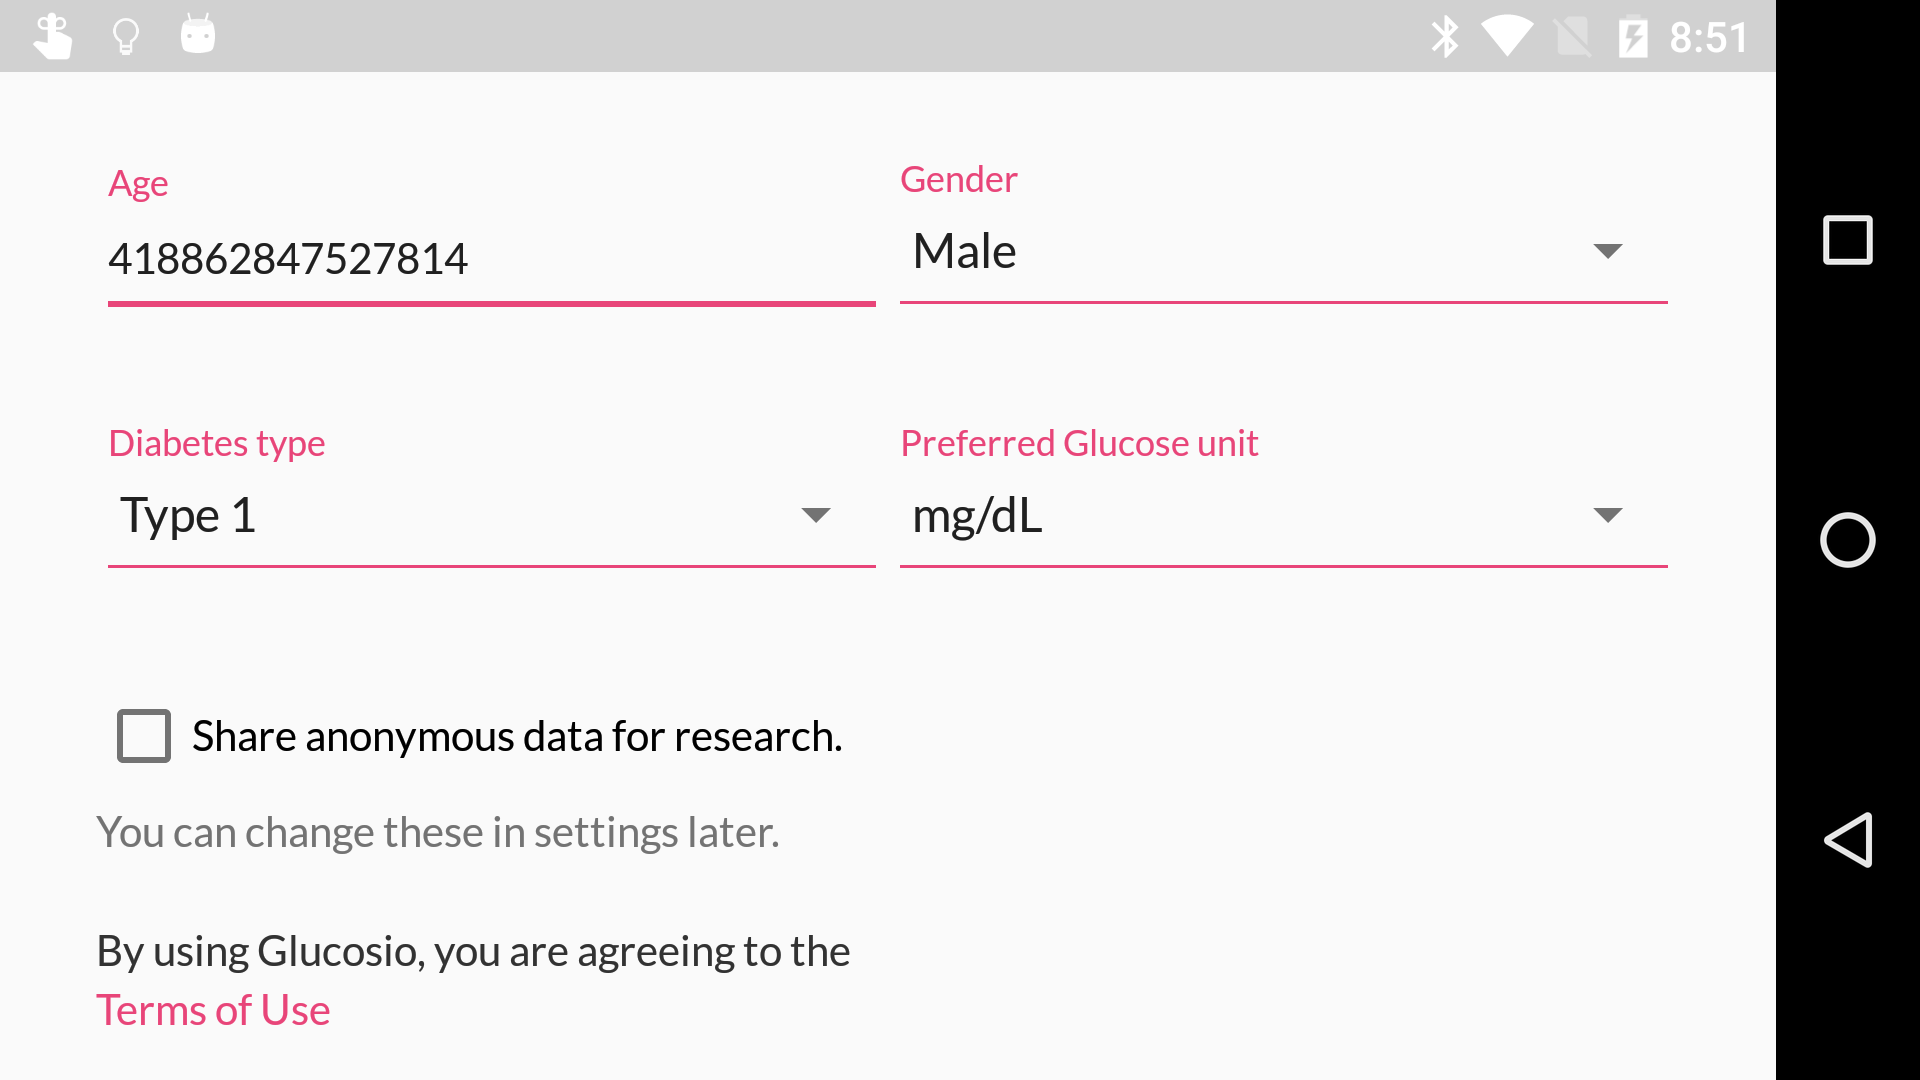 8:51
Age
418862847527814
Gender
Male
Diabetes type
Type 1
Preferred Glucose unit
mg/dL
Share anonymous data for research.
You can change these in settings later.
By using Glucosio, you are agreeing to the
Terms of Use